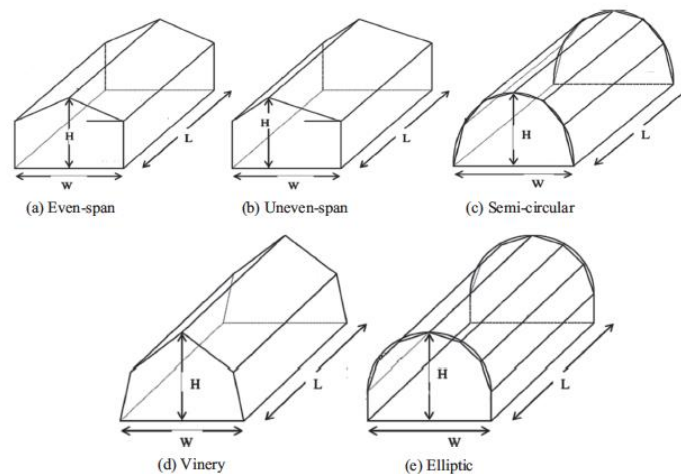 H
L
W
(a) Even-span
H
L
W
(b) Uneven-span
H
L
W
(c) Semi-circular
H
L
W
(d) Vinery
H
L
W
(e) Elliptic